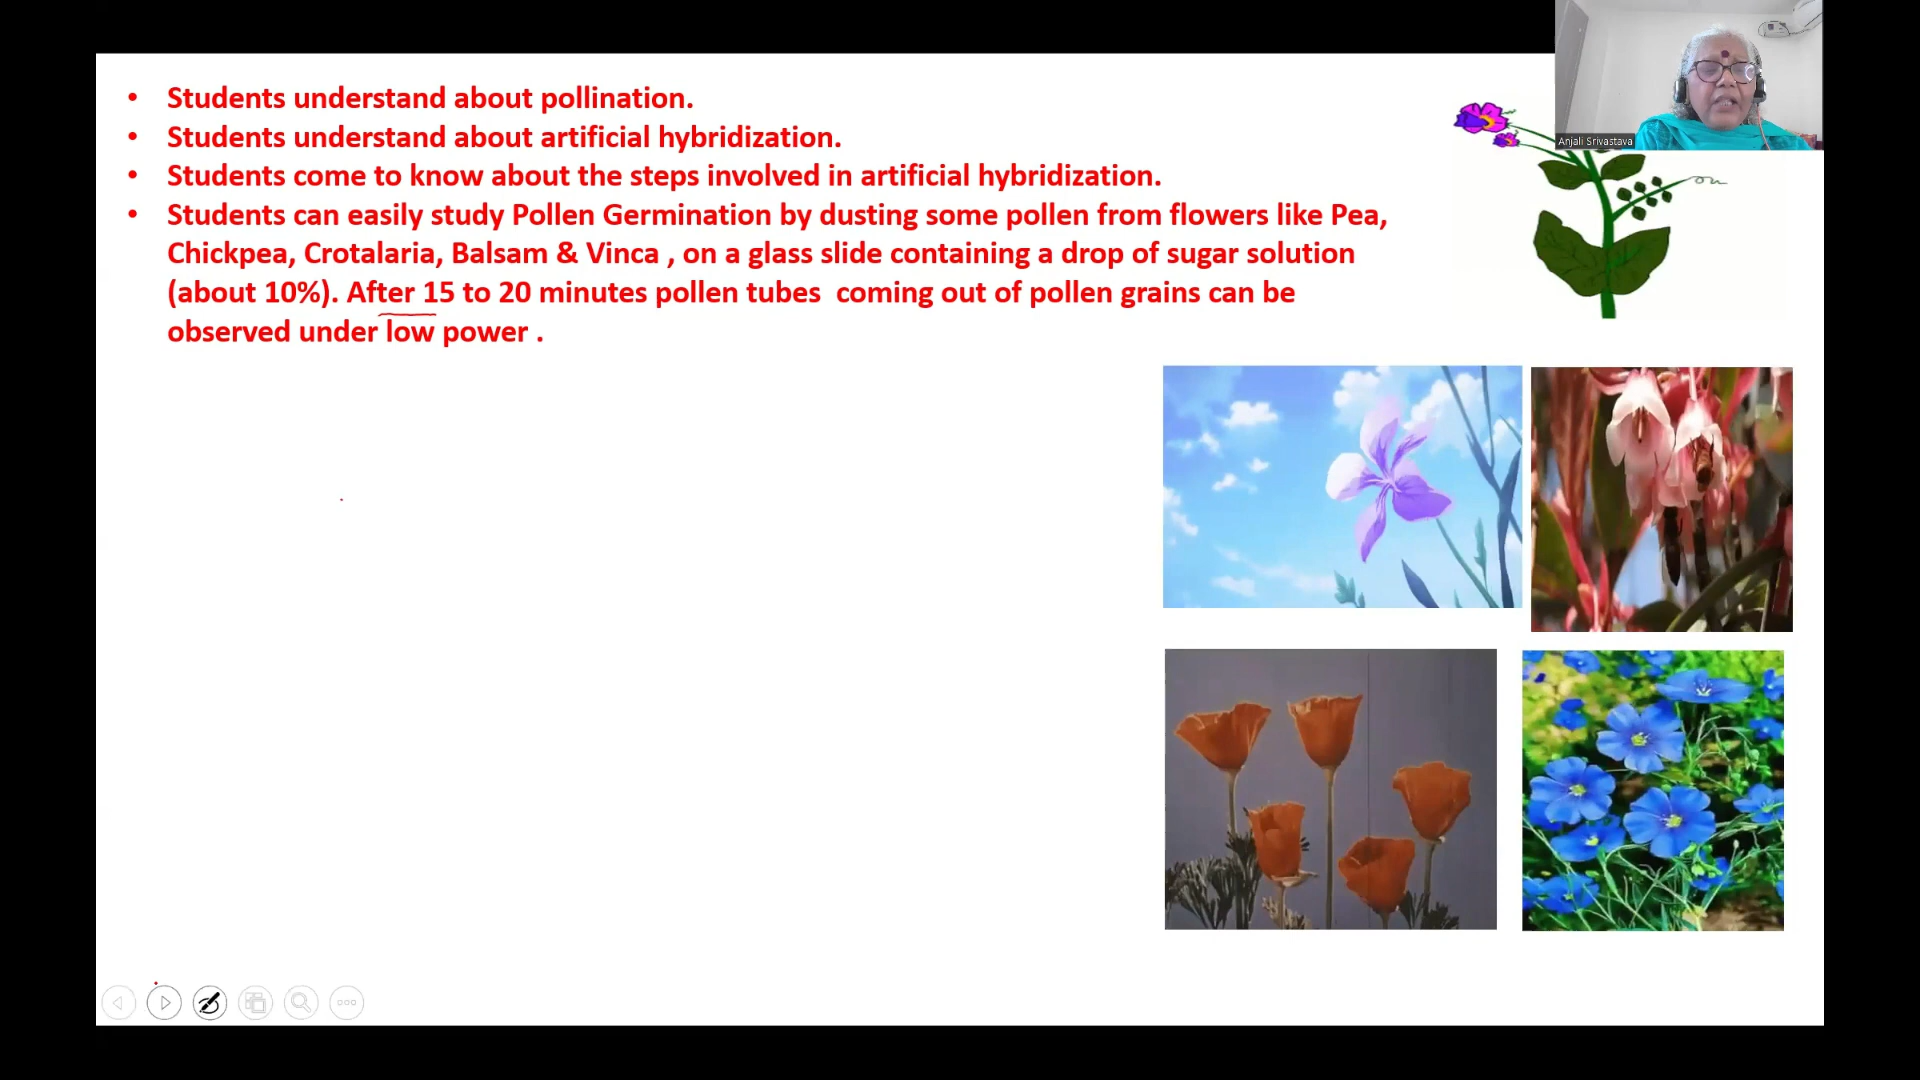 • Students understand about pollination.
• Students understand about artificial hybridization.
• Students come to know about the steps involved in artificial hybridization.
• Students can easily study Pollen Germination by dusting some pollen from flowers like Pea,
Chickpea, Crotalaria, Balsam & Vinca , on a glass slide containing a drop of sugar solution
(about 10%). After 15 to 20 minutes pollen tubes  coming out of pollen grains can be
observed under low power .
Anjali Srivastava